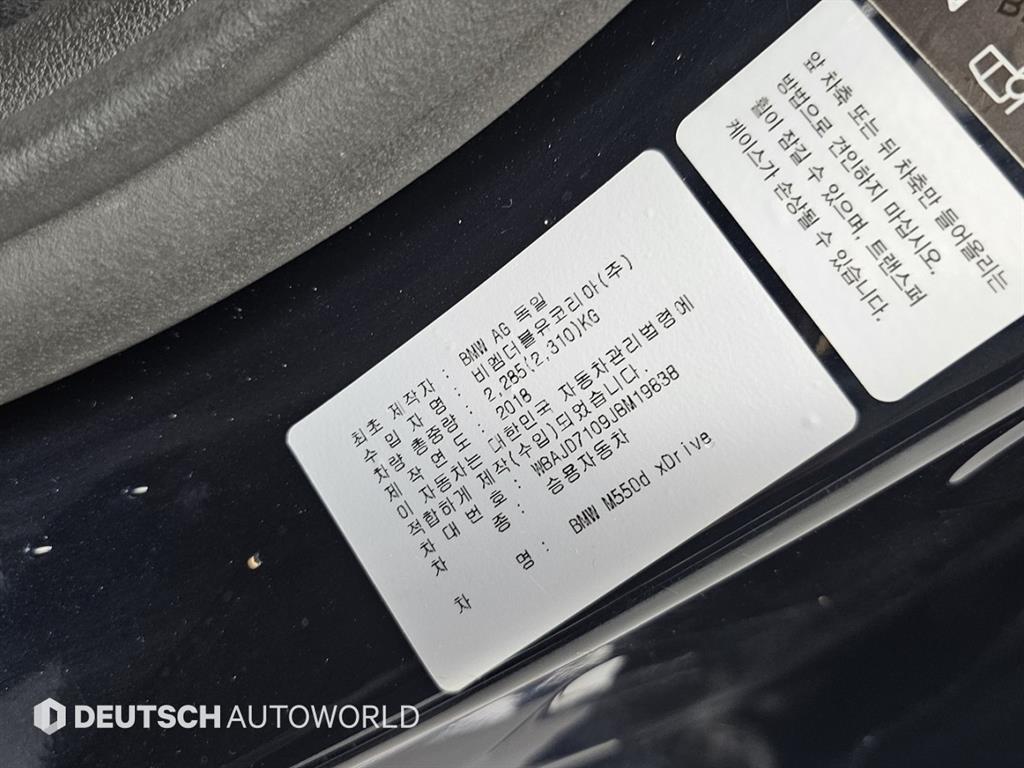 최초 제작자 : BMW AG 독일
수 입 자 명 : 비엠더블유코리아(주)
차량 총중량 : 2,285(2,310)KG
제 작 연 도 : 2018
이 자동차는 대한민국 자동차관리법령에
적합하게 제작(수입)되었습니다.
차 대 번 호 : WBAJD7109JBM19638
차 종 : 승용자동차
차 명 : BMW M550d xDrive
앞 차축 또는 뒤 차축만 들어올리는
방법으로 견인하지 마십시오.
휠이 잠길 수 있으며, 트랜스퍼
케이스가 손상될 수 있습니다.
DEUTSCH AUTOWORLD